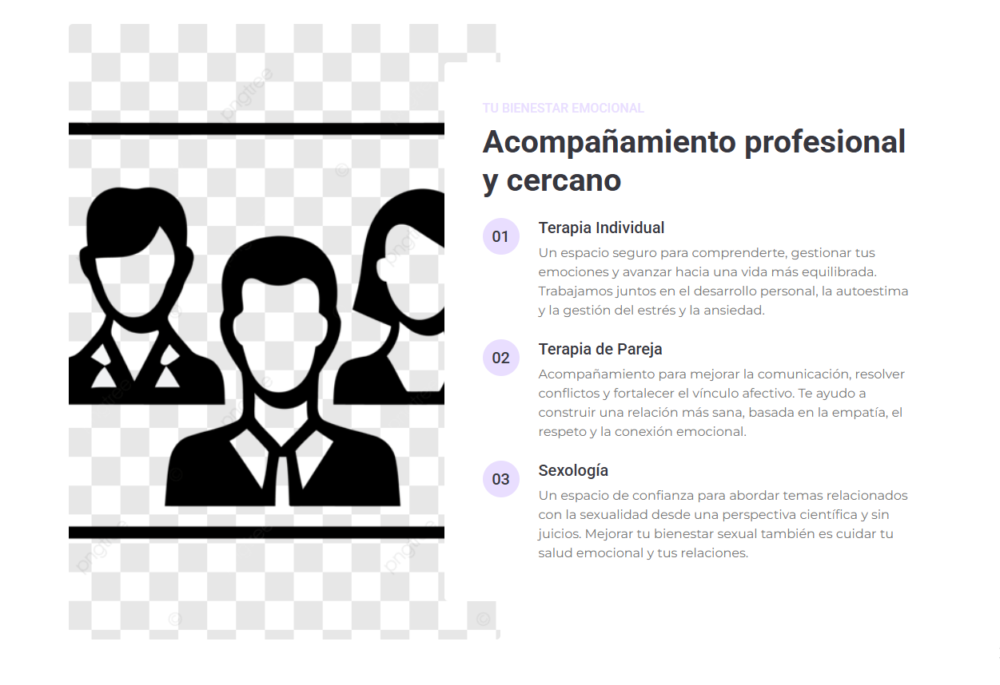 TU BIENESTAR EMOCIONAL
Acompañamiento profesional
y cercano
01
Terapia Individual
Un espacio seguro para comprenderte, gestionar tus
emociones y avanzar hacia una vida más equilibrada.
Trabajamos juntos en el desarrollo personal, la autoestima
y la gestión del estrés y la ansiedad.
02
Terapia de Pareja
Acompañamiento para mejorar la comunicación, resolver
conflictos y fortalecer el vínculo afectivo. Te ayudo a
construir una relación más sana, basada en la empatía, el
respeto y la conexión emocional.
03
Sexología
Un espacio de confianza para abordar temas relacionados
con la sexualidad desde una perspectiva científica y sin
juicios. Mejorar tu bienestar sexual también es cuidar tu
salud emocional y tus relaciones.
pngtree
pngtree
pngtree